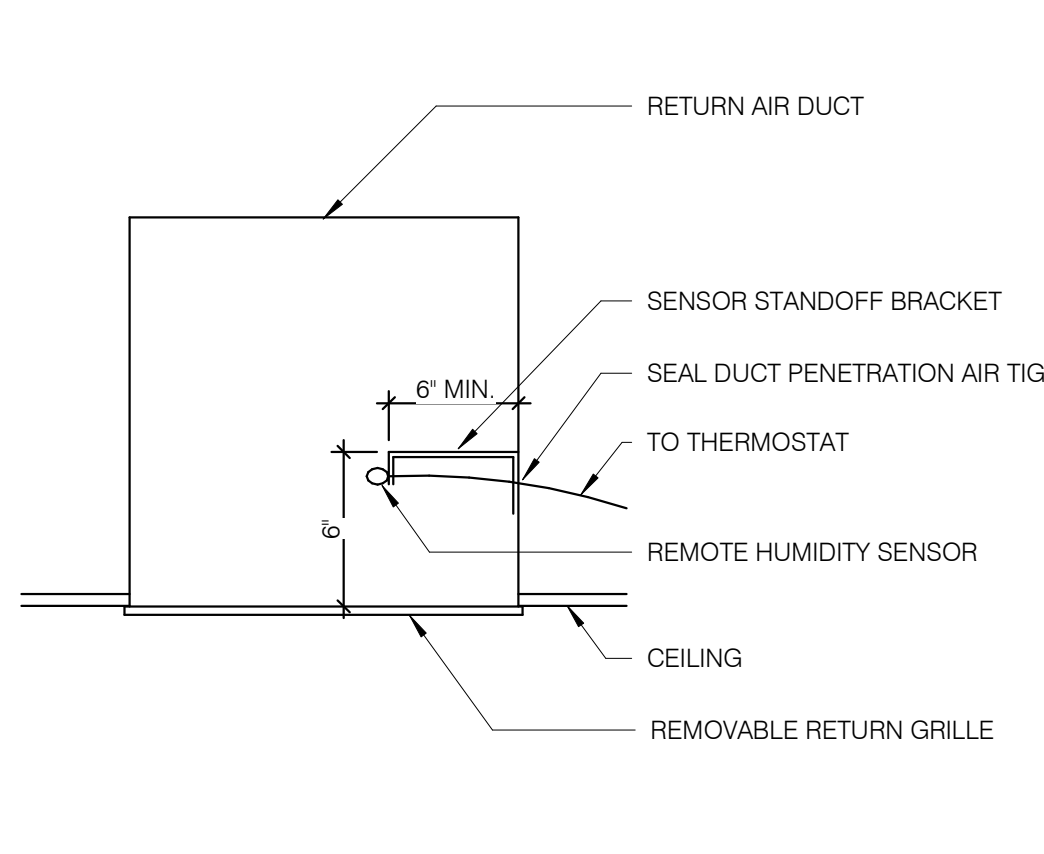 RETURN AIR DUCT
SENSOR STANDOFF BRACKET
SEAL DUCT PENETRATION AIR TIG
6" MIN.
TO THERMOSTAT
6"
REMOTE HUMIDITY SENSOR
CEILING
REMOVABLE RETURN GRILLE